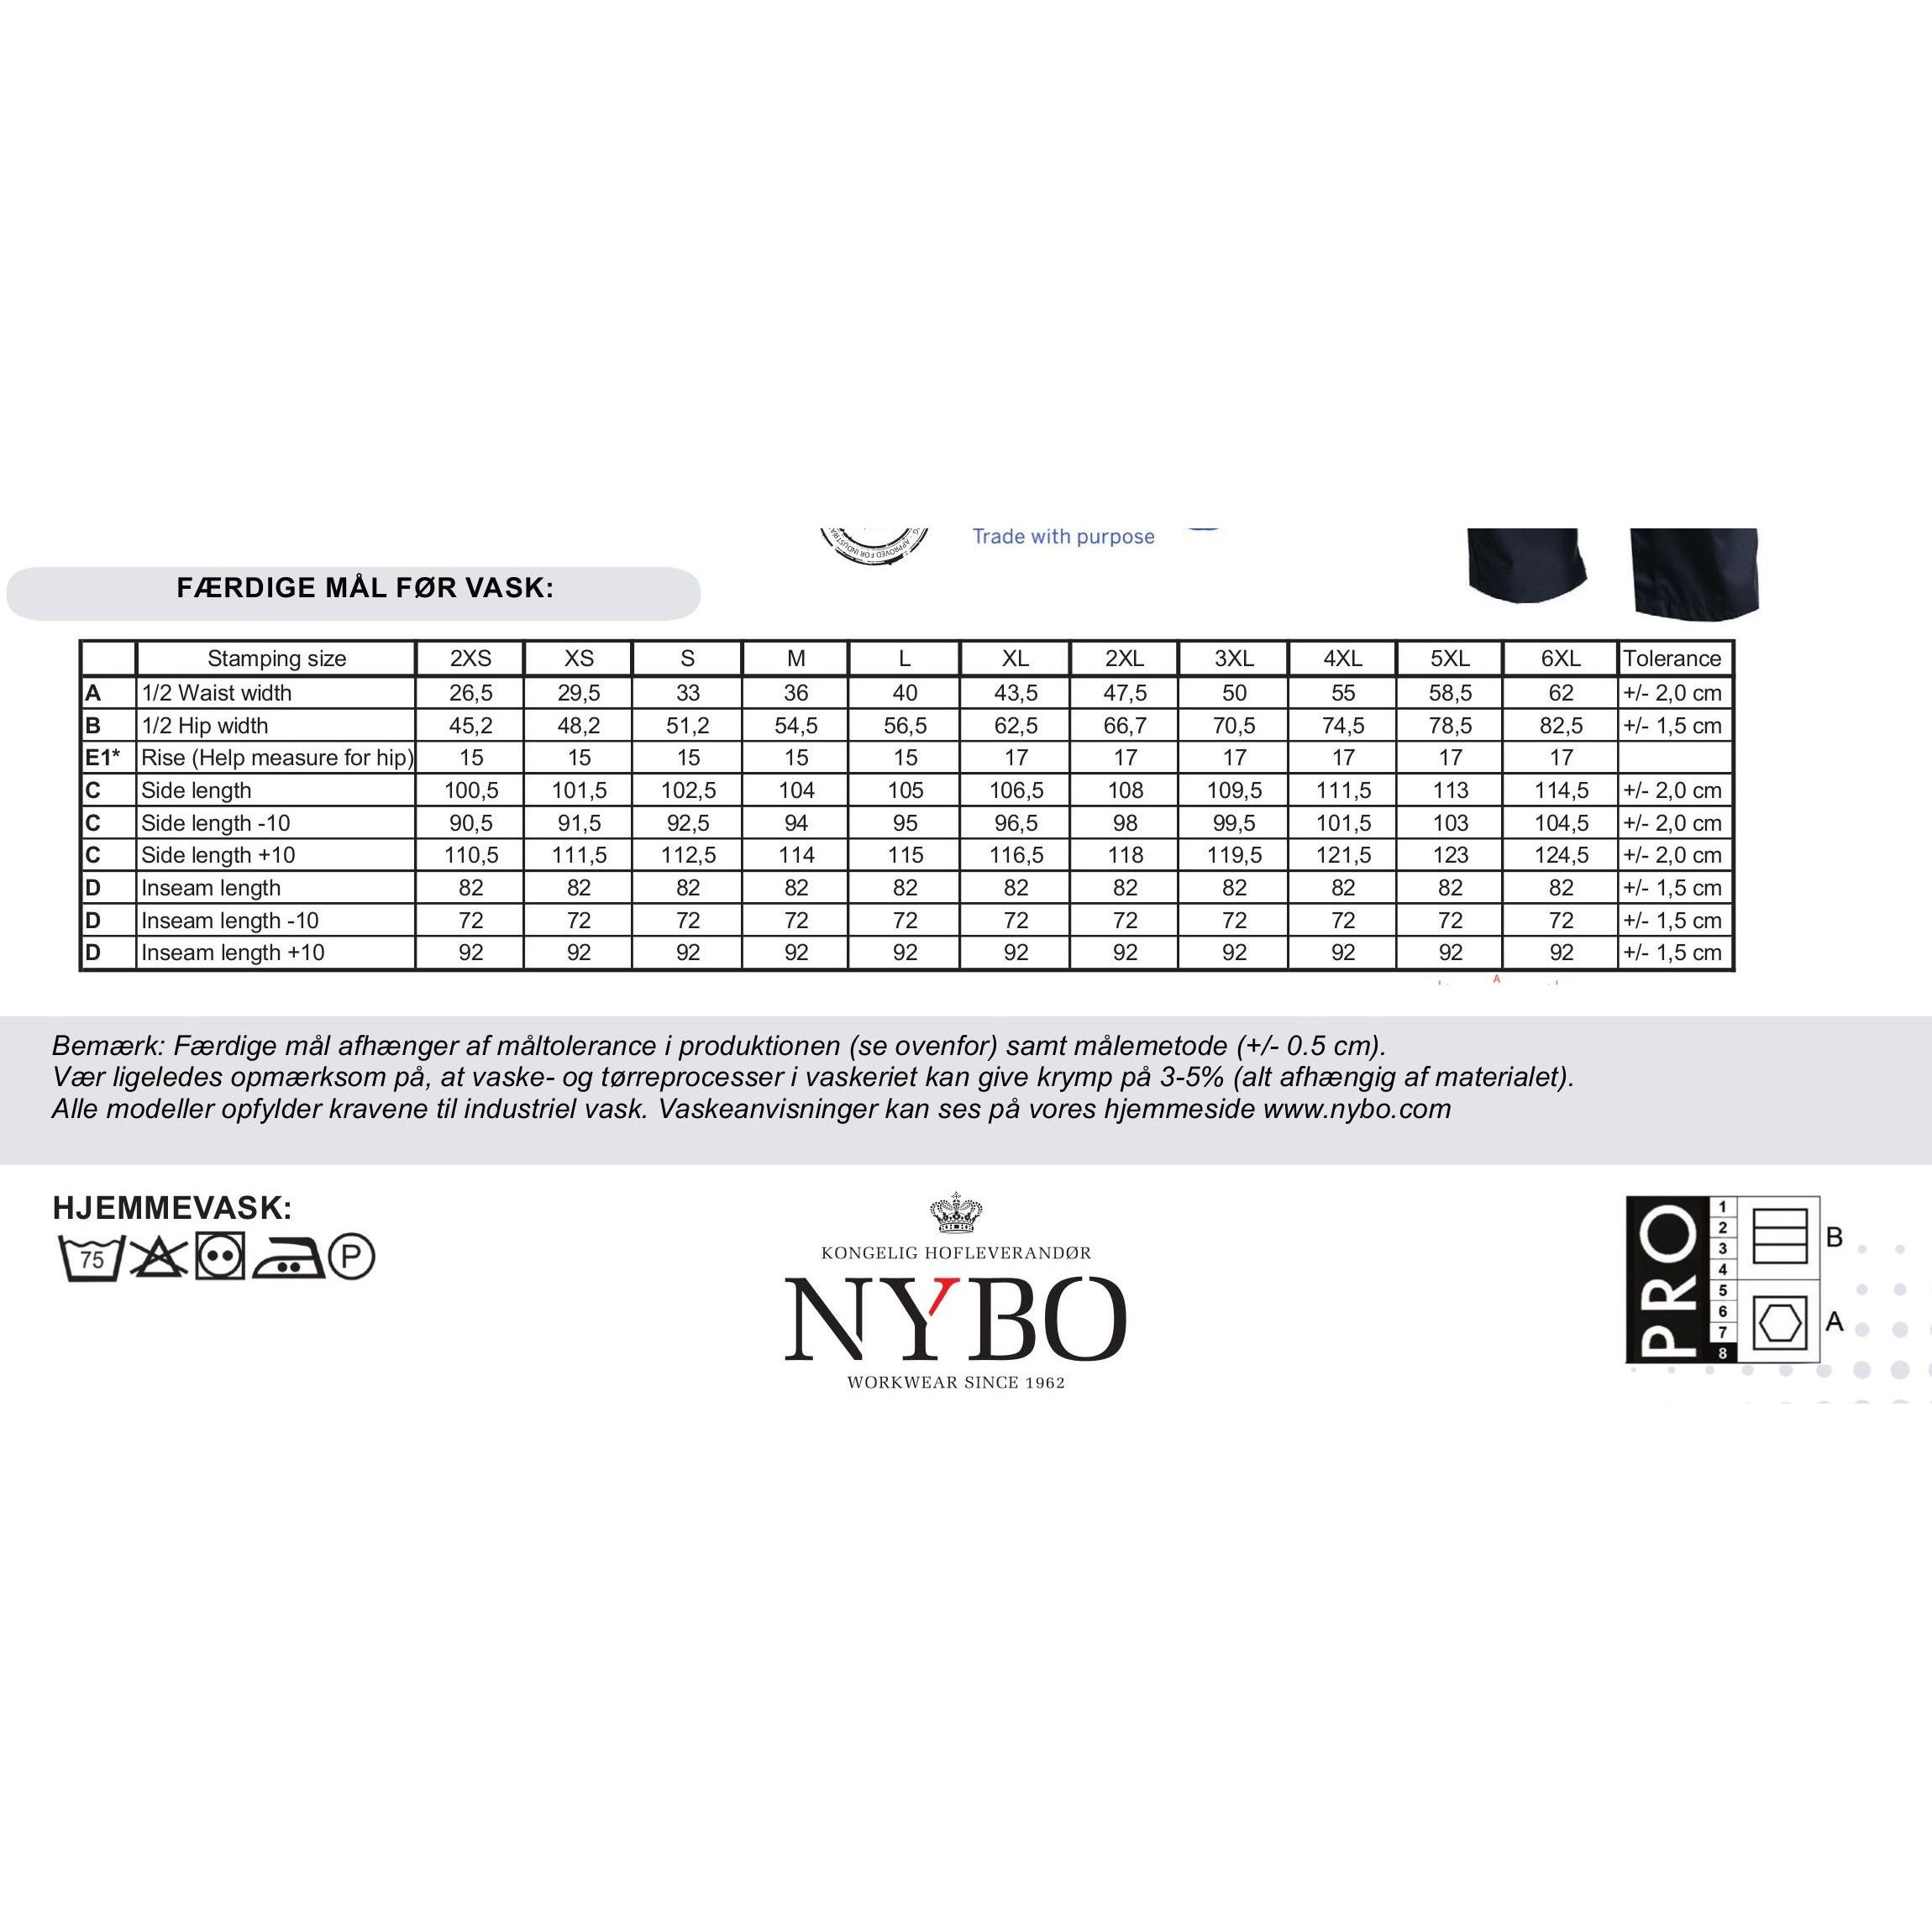 G - APPROVED FOR INDUSTRIA
Trade with purpose
FÆRDIGE MÅL FØR VASK:
Stamping size 2XS XS S M L XL 2XL 3XL 4XL 5XL 6XL Tolerance
A 1/2 Waist width 26,5 29,5 33 36 40 43,5 47,5 50 55 58,5 62 +/- 2,0 cm
B 1/2 Hip width 45,2 48,2 51,2 54,5 56,5 62,5 66,7 70,5 74,5 78,5 82,5 +/- 1,5 cm
E1* Rise (Help measure for hip) 15 15 15 15 15 17 17 17 17 17 17
C Side length 100,5 101,5 102,5 104 105 106,5 108 109,5 111,5 113 114,5 +/- 2,0 cm
C Side length -10 90,5 91,5 92,5 94 95 96,5 98 99,5 101,5 103 104,5 +/- 2,0 cm
C Side length +10 110,5 111,5 112,5 114 115 116,5 118 119,5 121,5 123 124,5 +/- 2,0 cm
D Inseam length 82 82 82 82 82 82 82 82 82 82 82 +/- 1,5 cm
D Inseam length -10 72 72 72 72 72 72 72 72 72 72 72 +/- 1,5 cm
D Inseam length +10 92 92 92 92 92 92 92 92 92 92 92 +/- 1,5 cm
A
Bemærk: Færdige mål afhænger af måltolerance i produktionen (se ovenfor) samt målemetode (+/- 0.5 cm).
Vær ligeledes opmærksom på, at vaske- og tørreprocesser i vaskeriet kan give krymp på 3-5% (alt afhængig af materialet).
Alle modeller opfylder kravene til industriel vask. Vaskeanvisninger kan ses på vores hjemmeside www.nybo.com
HJEMMEVASK:
75 P
KONGELIG HOFLEVERANDØR
NYBO
WORKWEAR SINCE 1962
PRO
1
2
3
4
5
6
7
8
B
A